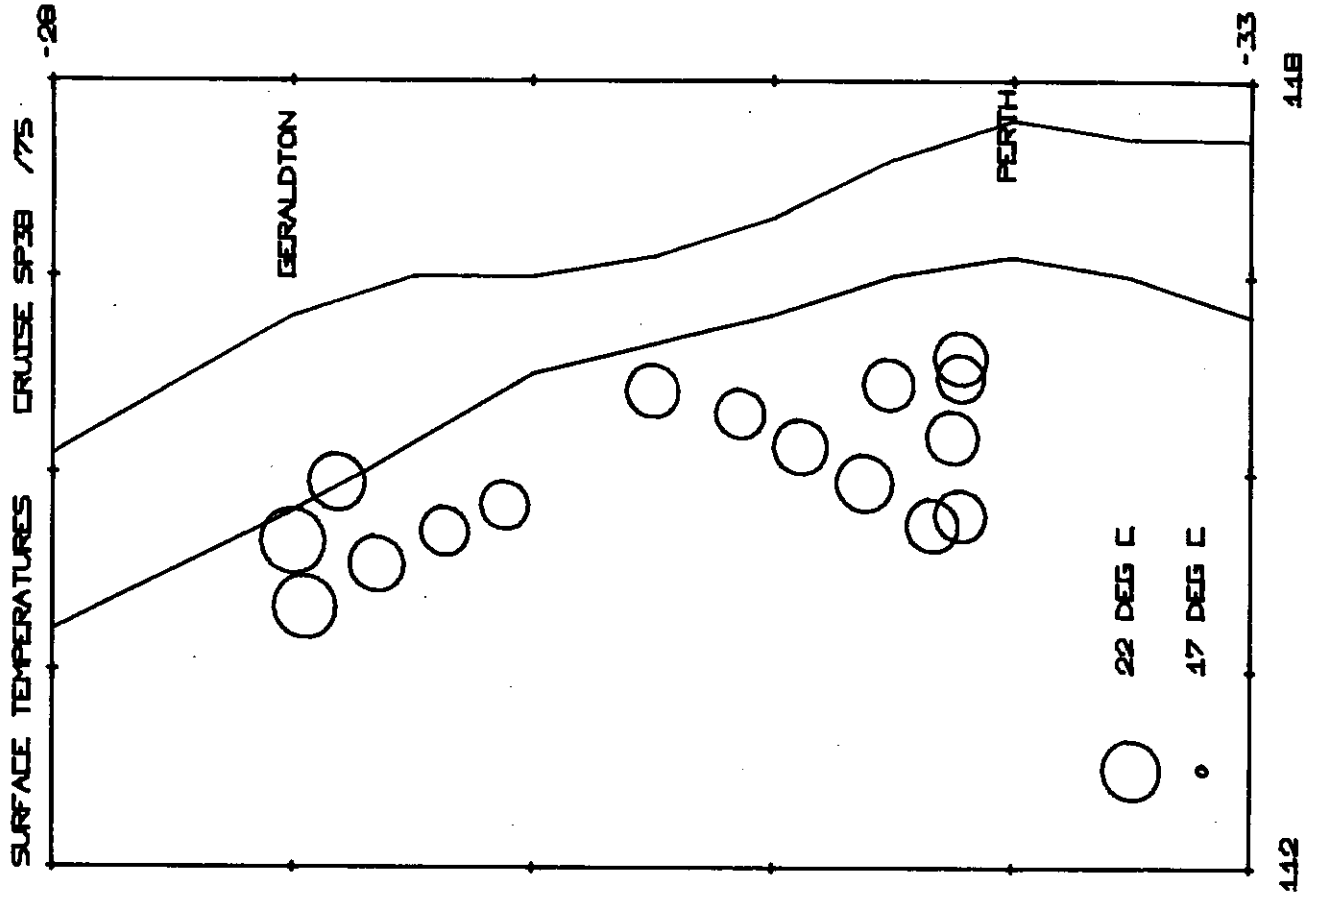 SURFACE TEMPERATURES CRUISE SP38 /75
-28
GERALDTON
PERTH
22 DEG C
17 DEG C
-33
112
118